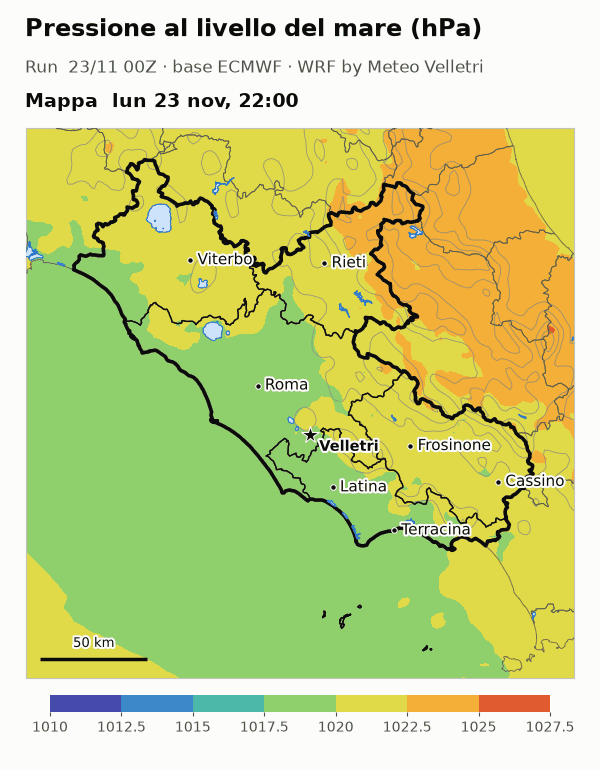 Pressione al livello del mare (hPa)
Run  23/11 00Z · base ECMWF · WRF by Meteo Velletri
Mappa  lun 23 nov, 22:00
Viterbo
Rieti
Roma
Velletri
Frosinone
Cassino
Latina
Terracina
50 km
1010 1012.5 1015 1017.5 1020 1022.5 1025 1027.5